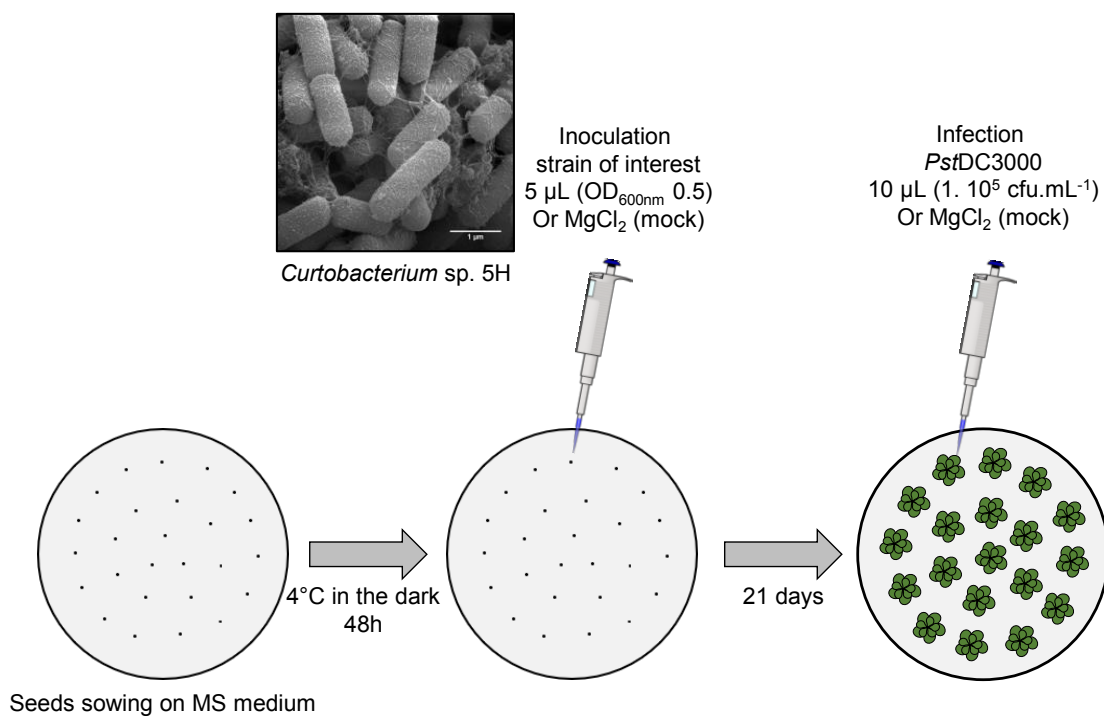 1 µm
Curtobacterium sp. 5H
Inoculation
strain of interest
5 µL (OD600nm 0.5)
Or MgCl2 (mock)
Infection
PstDC3000
10 µL (1. 10⁵ cfu.mL⁻¹)
Or MgCl2 (mock)
4°C in the dark
48h
21 days
Seeds sowing on MS medium